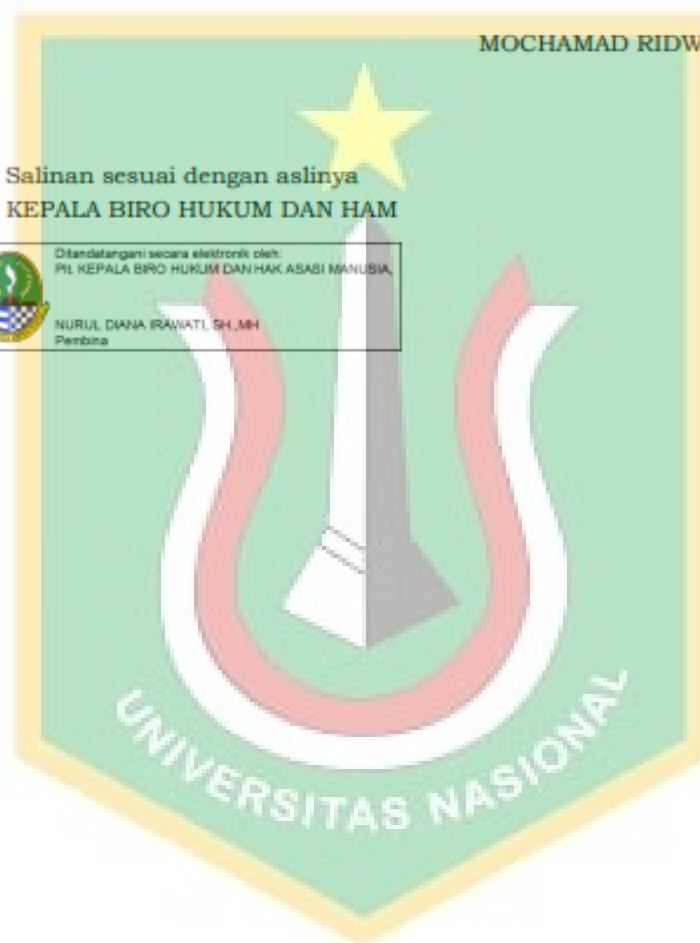 MOCHAMAD RIDW
Salinan sesuai dengan aslinya
KEPALA BIRO HUKUM DAN HAM
Ditandatangani secara elektronik oleh:
Plt. KEPALA BIRO HUKUM DAN HAK ASASI MANUSIA,
NURUL DIANA IRAWATI, SH.,MH
Pembina
UNIVERSITAS NASIONAL